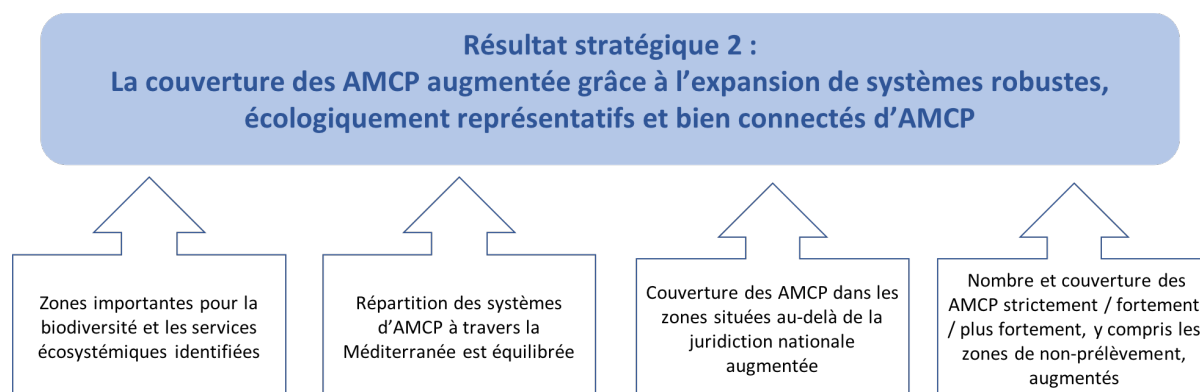 Résultat stratégique 2 :
La couverture des AMCP augmentée grâce à l’expansion de systèmes robustes,
écologiquement représentatifs et bien connectés d’AMCP
Zones importantes pour la
biodiversité et les services
écosystémiques identifiées
Répartition des systèmes
d’AMCP à travers la
Méditerranée est équilibrée
Couverture des AMCP dans les
zones situées au-delà de la
juridiction nationale
augmentée
Nombre et couverture des
AMCP strictement / fortement
/ plus fortement, y compris les
zones de non-prélèvement,
augmentés